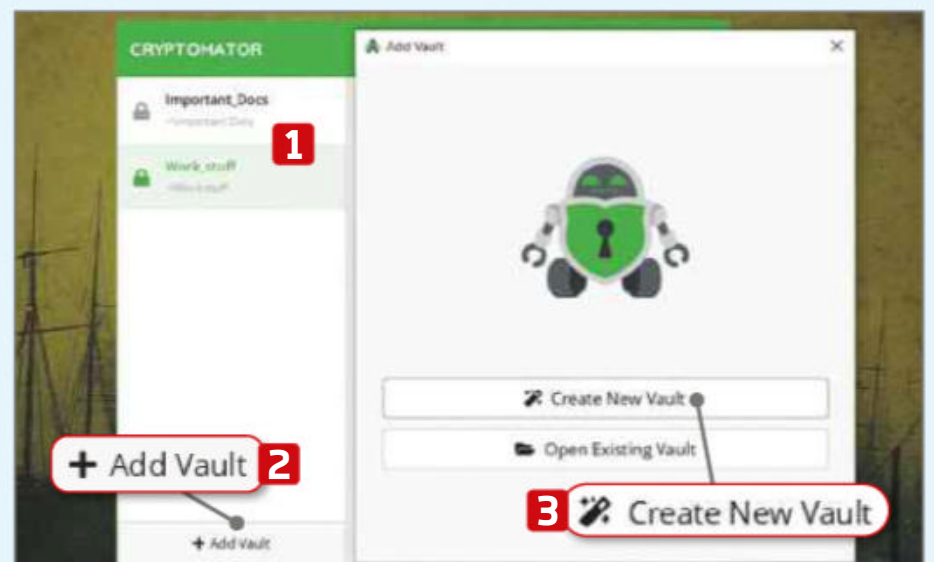 CRYPTOMATOR
Add Vault
Important_Docs
1
Work_stuff
Create New Vault
Open Existing Vault
+ Add Vault 2
3 Create New Vault
+ Add Vault